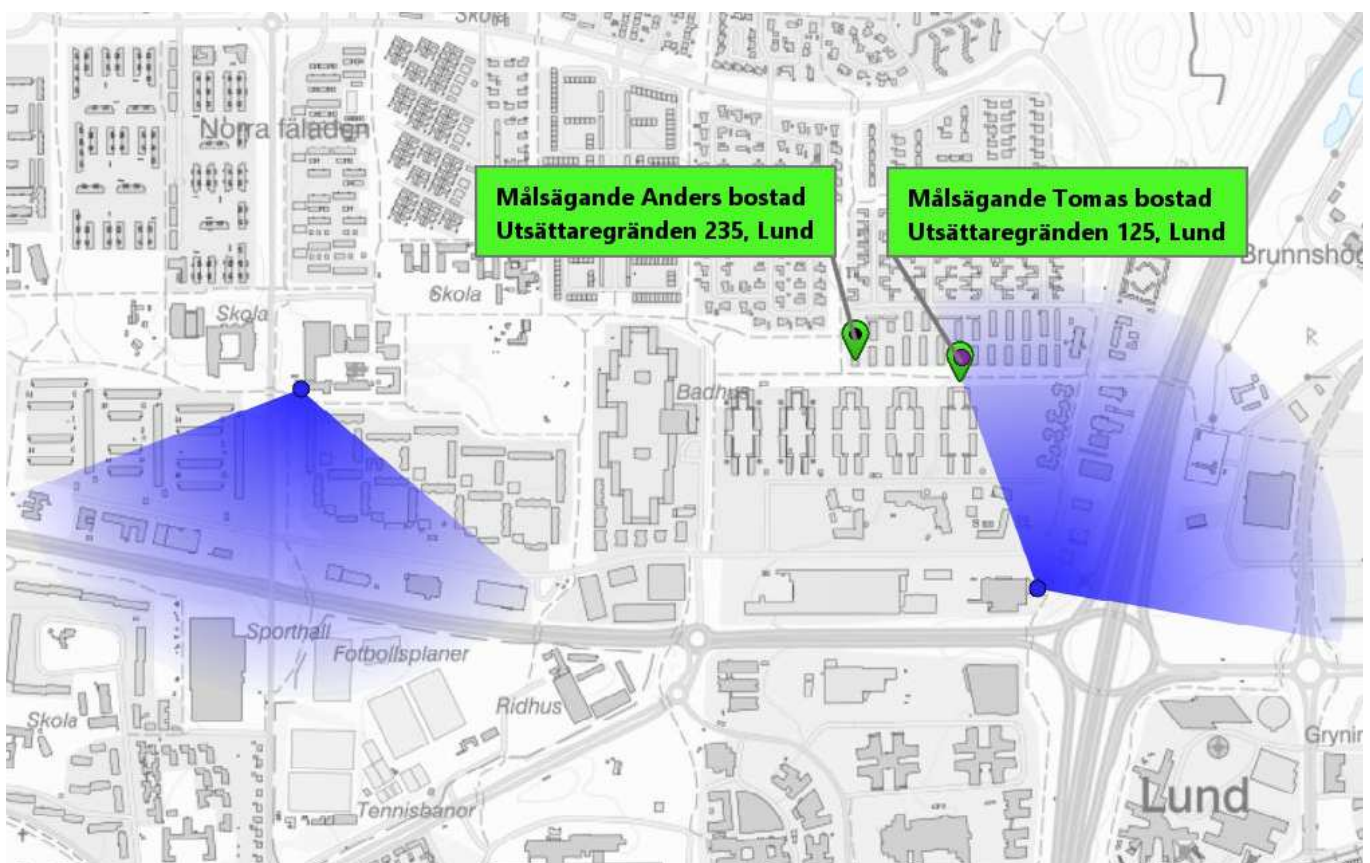 Skola
Norra fäladen
Målsägande Anders bostad
Utsättaregränden 235, Lund
Målsägande Tomas bostad
Utsättaregränden 125, Lund
Brunnshög
Skola
Skola
Badhus
Sporthall
Fotbollsplaner
Ridhus
Skola
Tennisbanor
Lund
Grynin